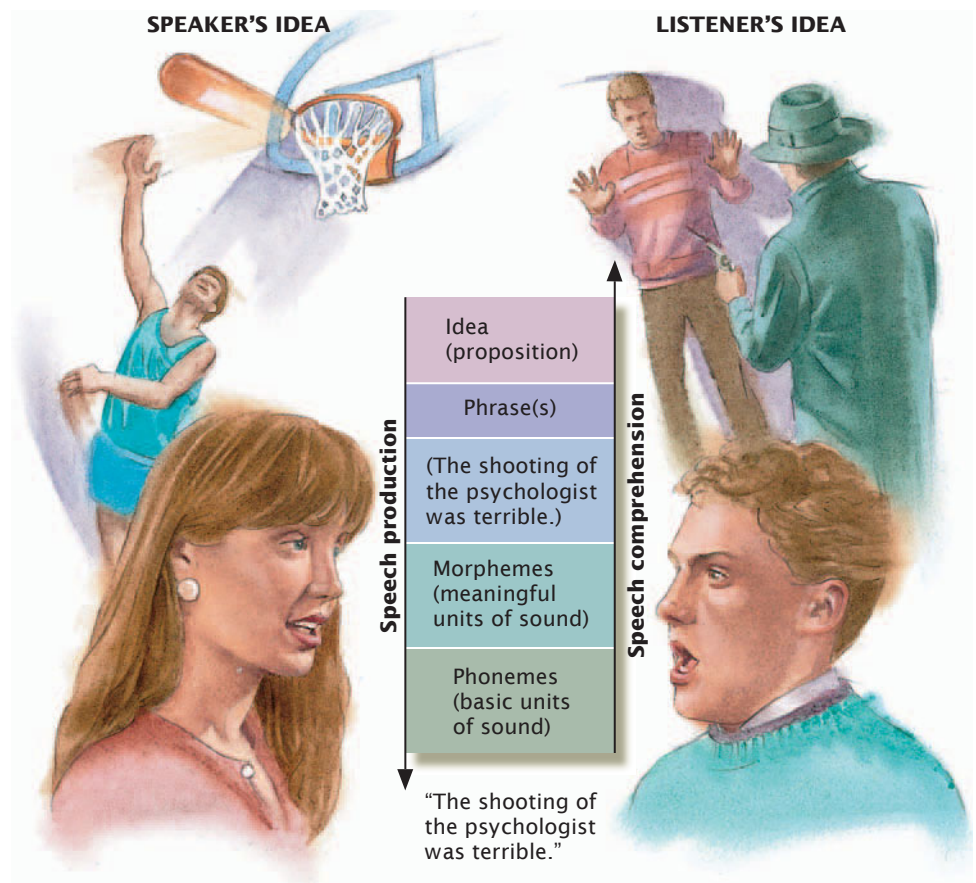 SPEAKER’S IDEA
LISTENER’S IDEA
Idea
(proposition)
Phrase(s)
(The shooting of
the psychologist
was terrible.)
Morphemes
(meaningful
units of sound)
Phonemes
(basic units
of sound)
Speech production
Speech comprehension
“The shooting of
the psychologist
was terrible.”